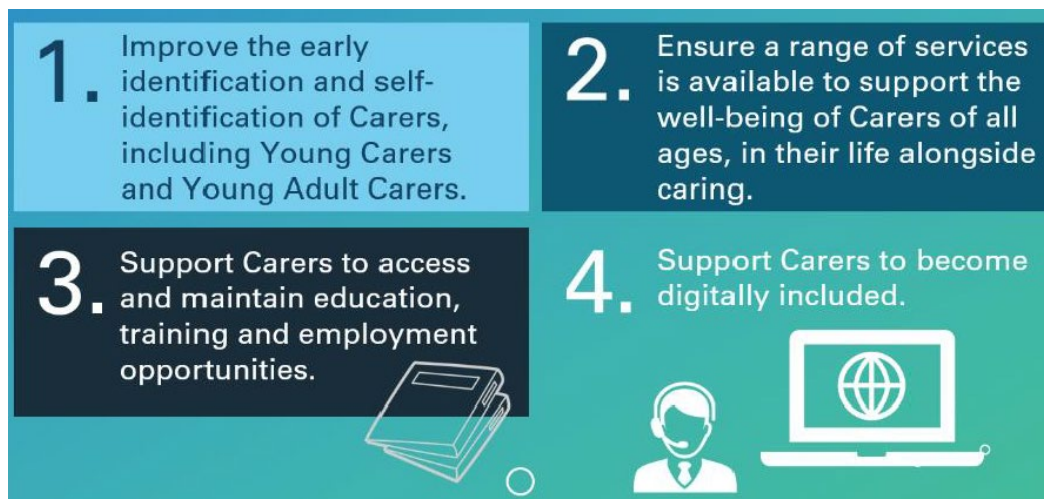 1.
Improve the early
identification and self-
identification of Carers,
including Young Carers
and Young Adult Carers.
2.
Ensure a range of services
is available to support the
well-being of Carers of all
ages, in their life alongside
caring.
3.
Support Carers to access
and maintain education,
training and employment
opportunities.
4.
Support Carers to become
digitally included.